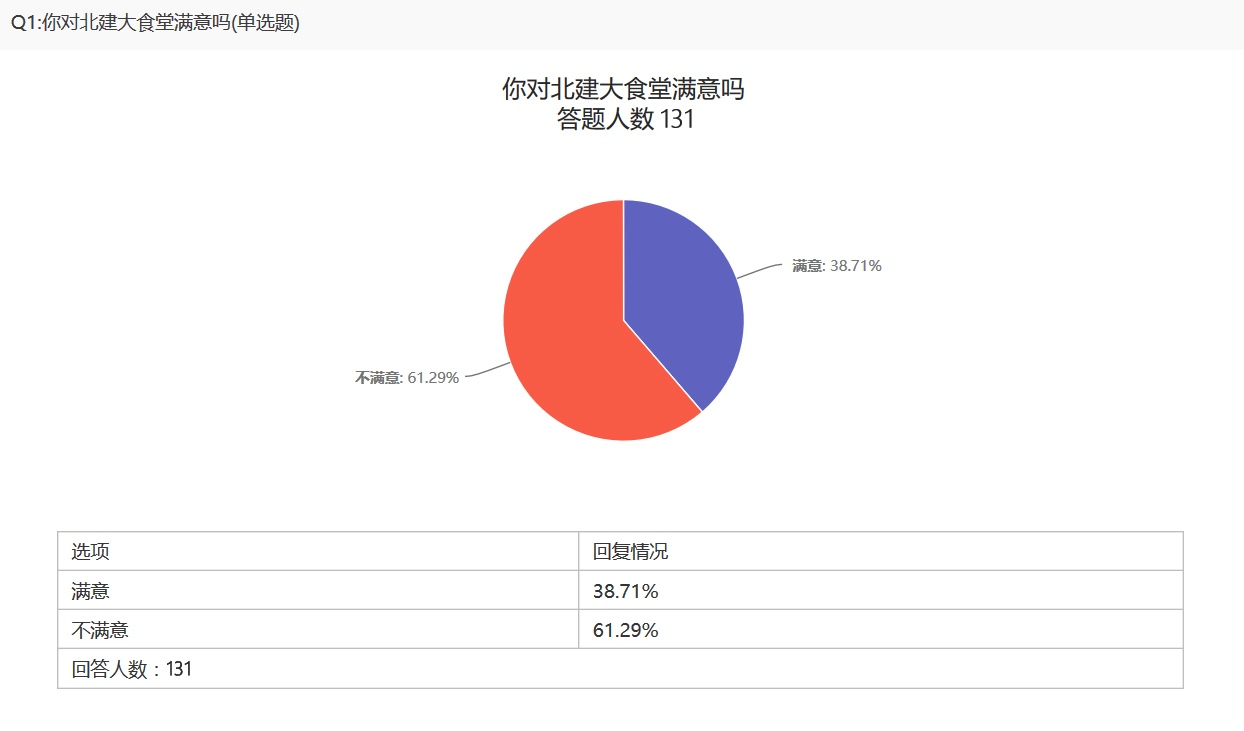 Q1:你对北建大食堂满意吗(单选题)
你对北建大食堂满意吗
答题人数 131
满意: 38.71%
不满意: 61.29%
选项 回复情况
满意 38.71%
不满意 61.29%
回答人数：131